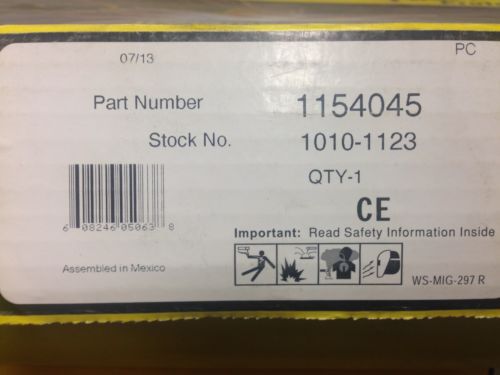 07/13
PC
Part Number 1154045
Stock No. 1010-1123
QTY-1
6 08246 05063 8
CE
Important: Read Safety Information Inside
Assembled in Mexico
WS-MIG-297 R